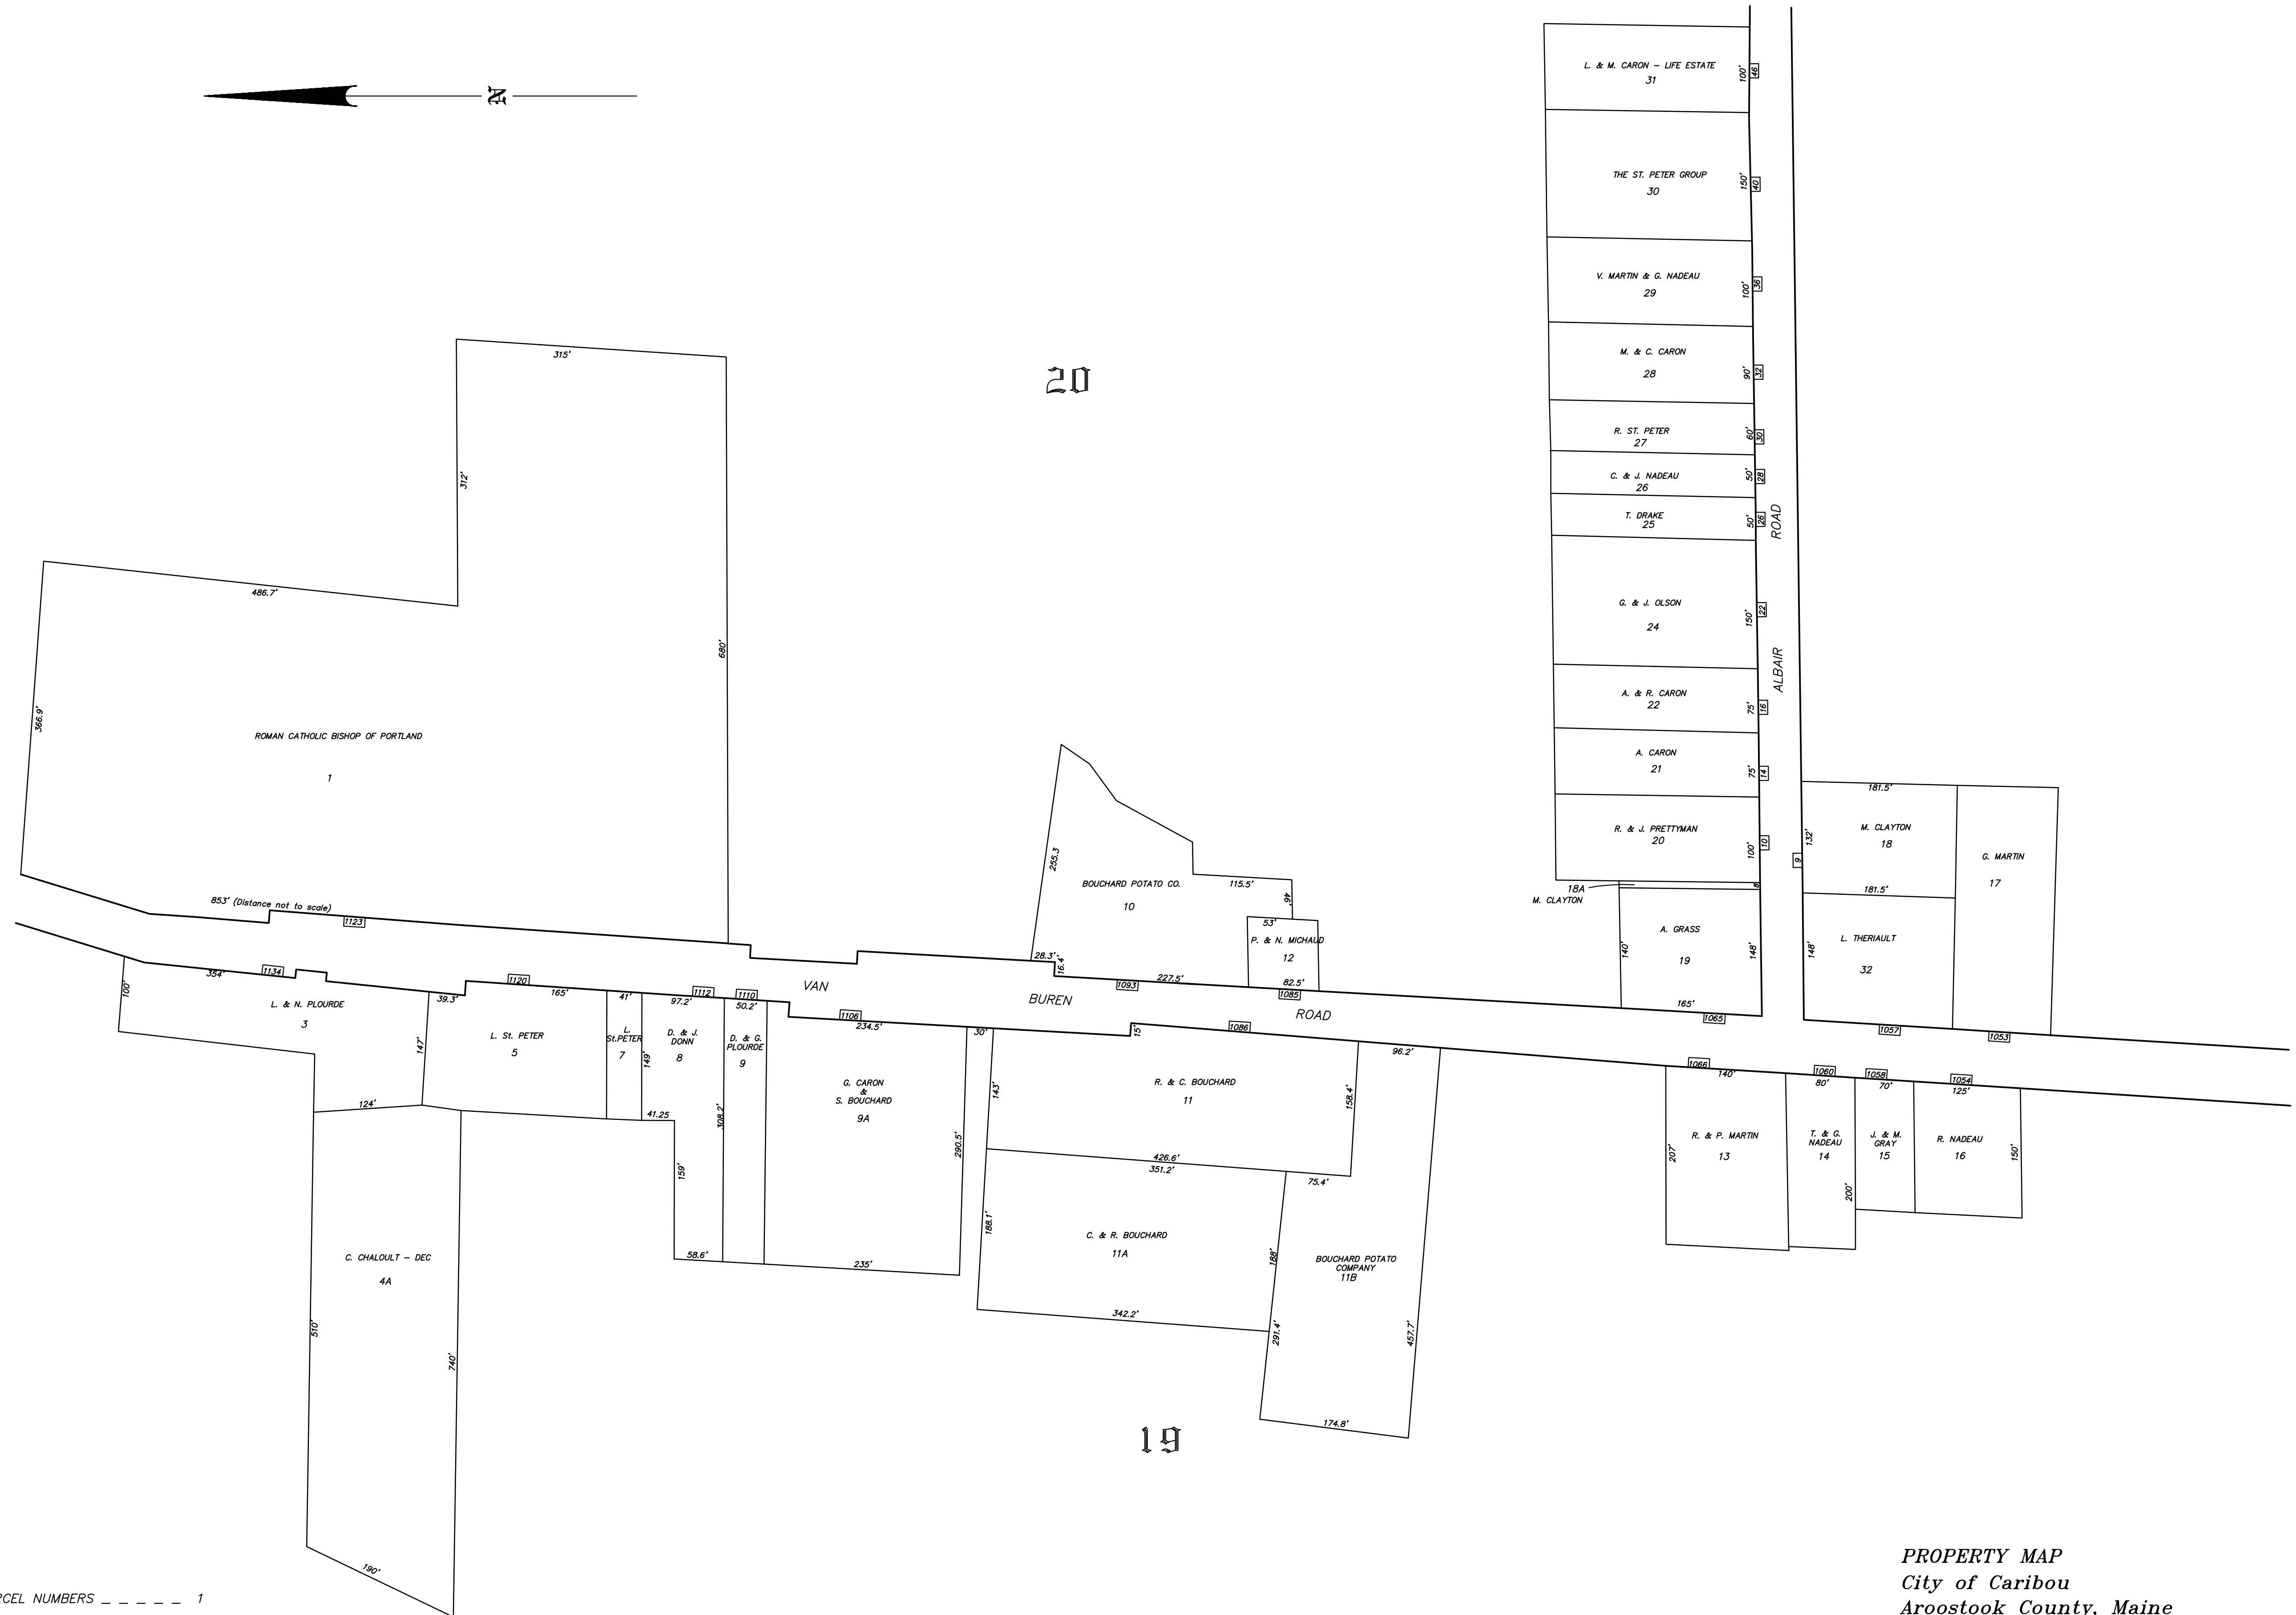 N
L. & M. CARON – LIFE ESTATE
31
100'
46
THE ST. PETER GROUP
30
150'
40
V. MARTIN & G. NADEAU
29
100'
36
M. & C. CARON
28
90'
32
R. ST. PETER
27
60'
30
C. & J. NADEAU
26
50'
28
T. DRAKE
25
50'
26
G. & J. OLSON
24
150'
22
A. & R. CARON
22
75'
16
A. CARON
21
75'
14
R. & J. PRETTYMAN
20
100'
10
ALBAIR ROAD
18A
M. CLAYTON
8'
A. GRASS
19
140'
148'
165'
1065
9
181.5'
132'
M. CLAYTON
18
181.5'
148'
L. THERIAULT
32
1057
G. MARTIN
17
1053
20
315'
312'
680'
486.7'
366.9'
ROMAN CATHOLIC BISHOP OF PORTLAND
1
853' (Distance not to scale)
1123
255.3
BOUCHARD POTATO CO.
10
115.5'
46'
28.3'
16.4'
227.5'
1093
53'
P. & N. MICHAUD
12
82.5'
1085
VAN BUREN ROAD
100'
354'
1134
L. & N. PLOURDE
3
39.3'
147'
124'
1120
165'
L. St. PETER
5
41'
L.
St.PETER
7
149'
41.25
97.2'
1112
D. & J.
DONN
8
159'
58.6'
308.2'
1110
50.2'
D. & G.
PLOURDE
9
1106
234.5'
G. CARON
&
S. BOUCHARD
9A
290.5'
235'
30'
15'
1086
143'
R. & C. BOUCHARD
11
158.4'
426.6'
351.2'
75.4'
188.1'
C. & R. BOUCHARD
11A
188'
342.2'
96.2'
BOUCHARD POTATO
COMPANY
11B
291.4'
457.7'
174.8'
C. CHALOULT – DEC
4A
510'
740'
190'
1066
140'
R. & P. MARTIN
13
207'
1060
80'
T. & G.
NADEAU
14
200'
1058
70'
J. & M.
GRAY
15
1054
125'
R. NADEAU
16
150'
19
RCEL NUMBERS _ _ _ _ _ 1
PROPERTY MAP
City of Caribou
Aroostook County, Maine